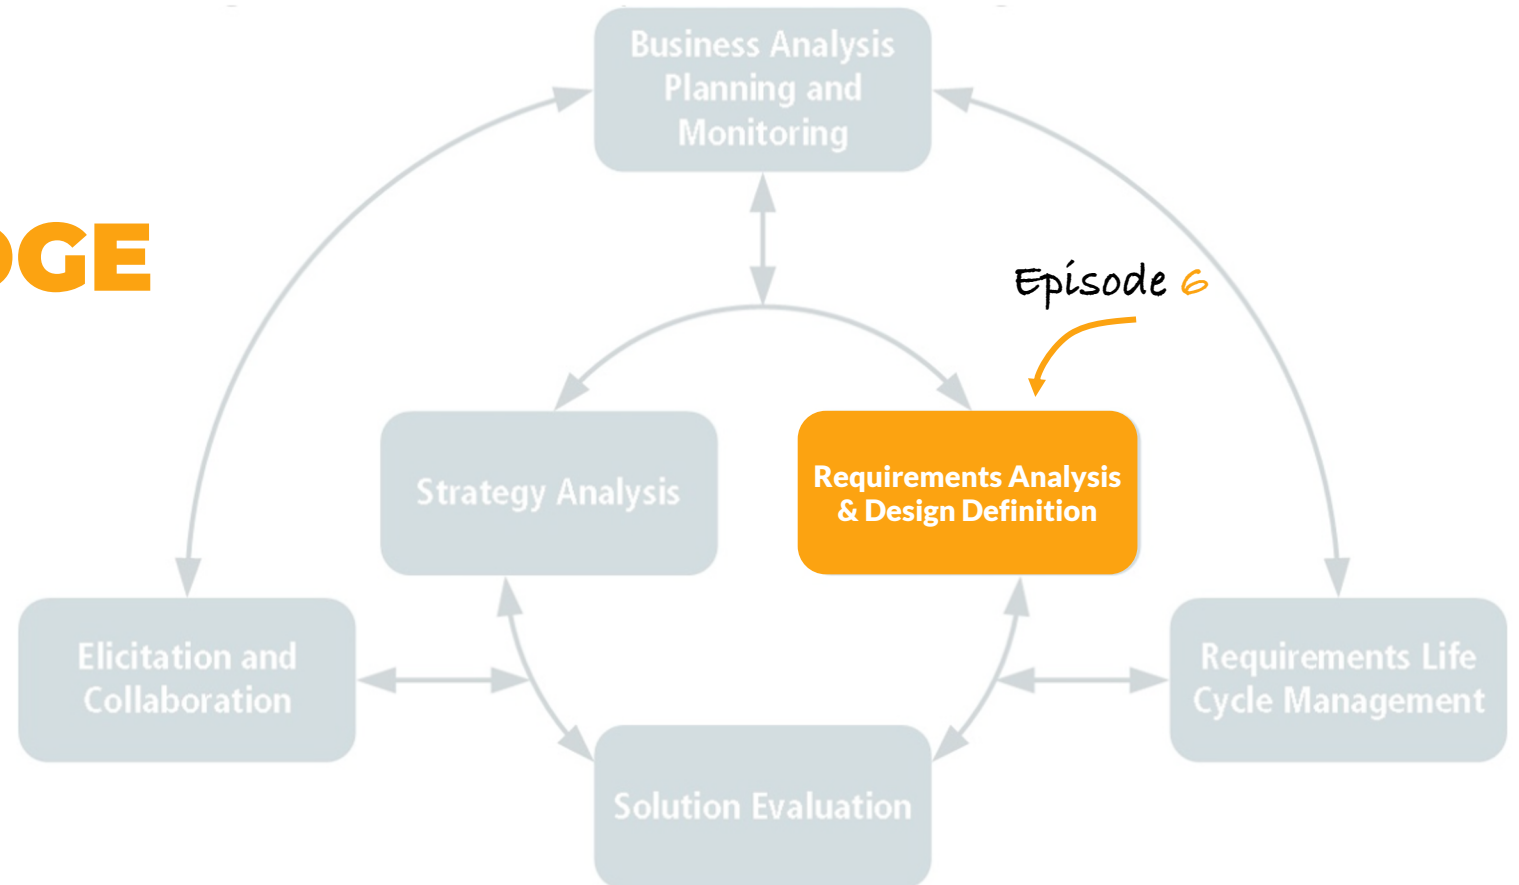 Business Analysis
Planning and
Monitoring
DGE
Episode 6
Strategy Analysis
Requirements Analysis
& Design Definition
Elicitation and
Collaboration
Requirements Life
Cycle Management
Solution Evaluation